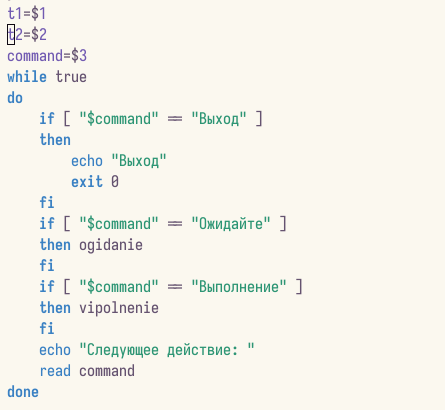 t1=$1
t2=$2
command=$3
while true
do
    if [ "$command" == "Выход" ]
    then
        echo "Выход"
        exit 0
    fi
    if [ "$command" == "Ожидайте" ]
    then ogidanie
    fi
    if [ "$command" == "Выполнение" ]
    then vipolnenie
    fi
    echo "Следующее действие: "
    read command
done